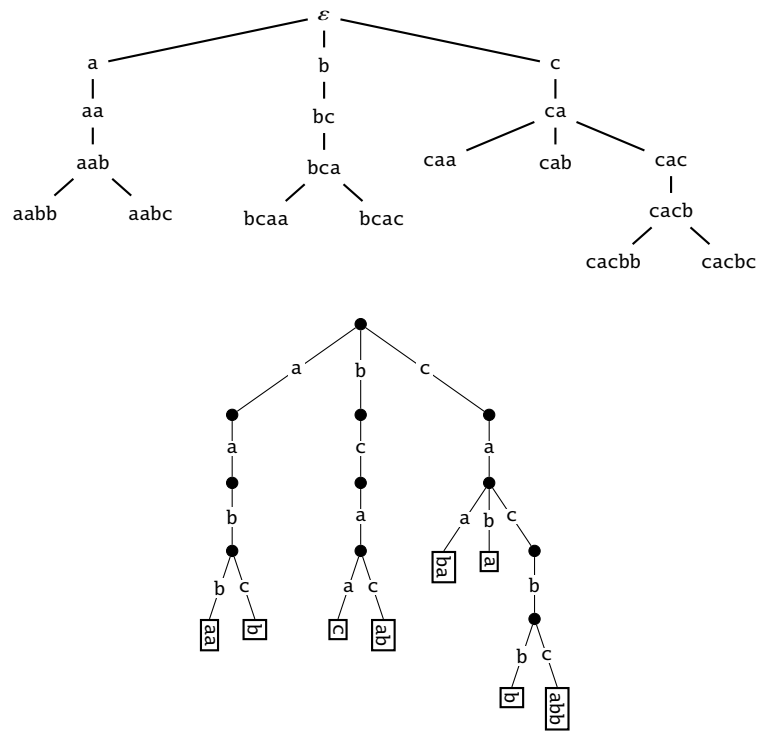 ε
a b c
aa bc ca
aab bca caa cab cac
aabb aabc bcaa bcac cacb
cacbb cacbc
a b c
a c a
b a a b c
ba a
b c a c b
aa b c ab
b c
b abb